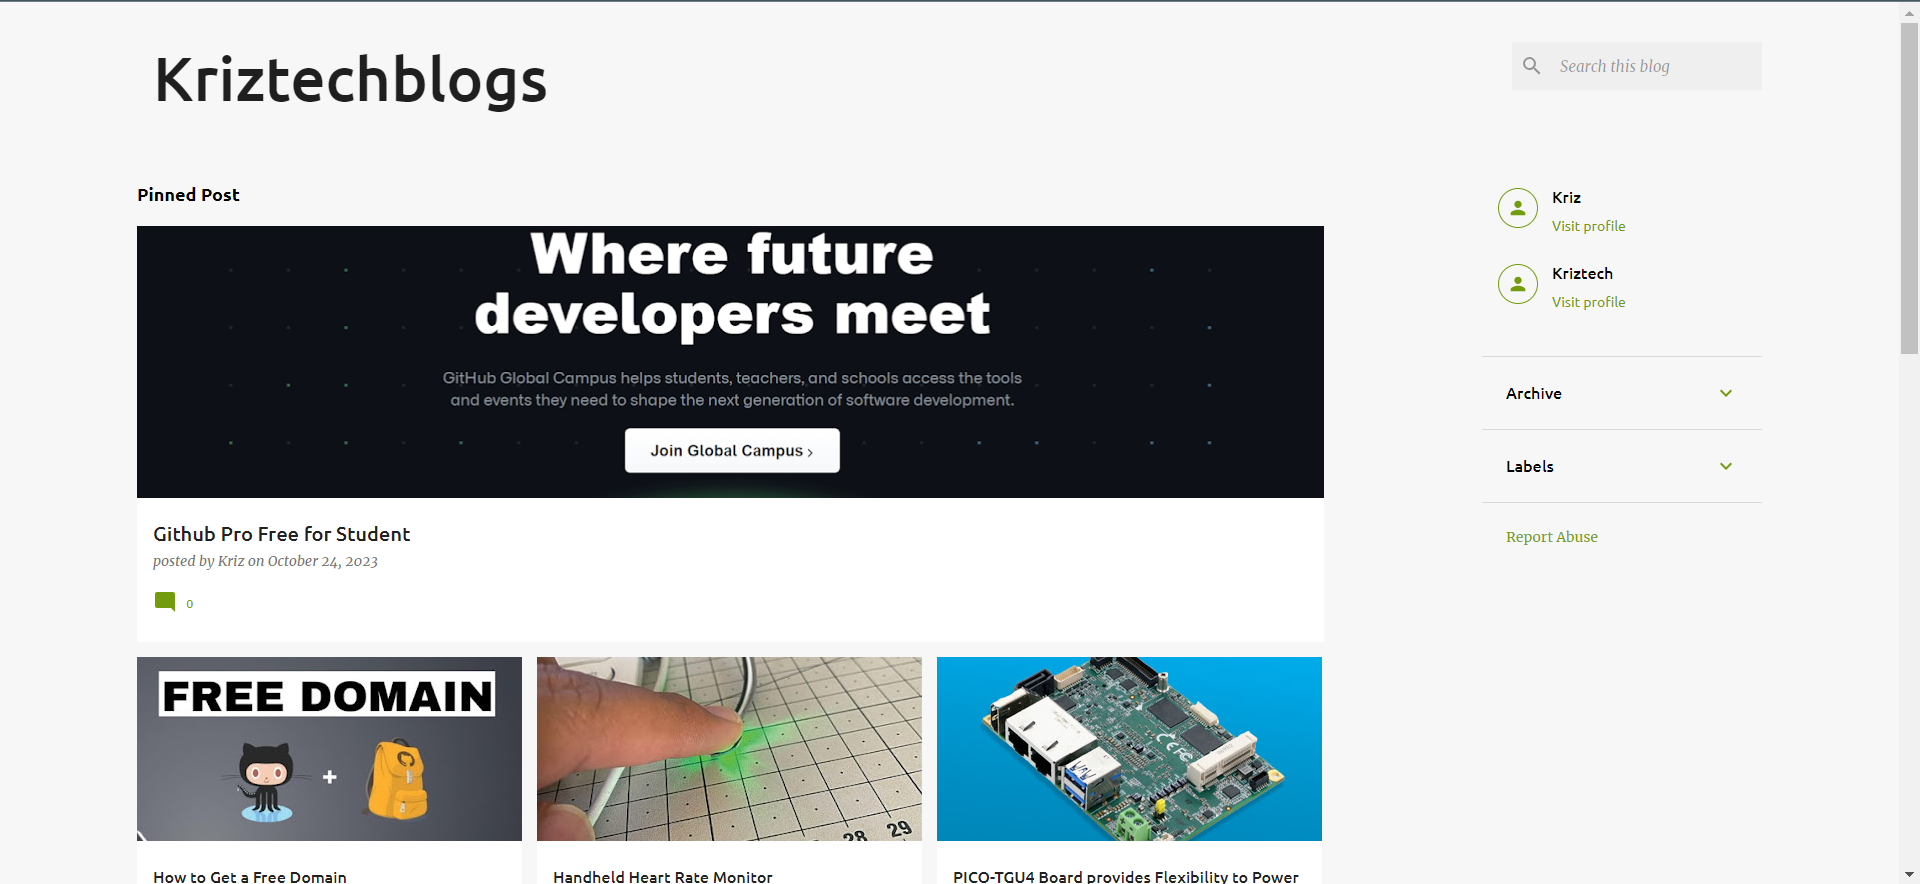 Kriztechblogs
Search this blog
Pinned Post
Where future
developers meet
GitHub Global Campus helps students, teachers, and schools access the tools
and events they need to shape the next generation of software development.
Join Global Campus ›
Github Pro Free for Student
posted by Kriz on October 24, 2023
0
Kriz
Visit profile
Kriztech
Visit profile
Archive
Labels
Report Abuse
FREE DOMAIN
+
How to Get a Free Domain
28 29
Handheld Heart Rate Monitor
CE FC
PICO-TGU4 Board provides Flexibility to Power